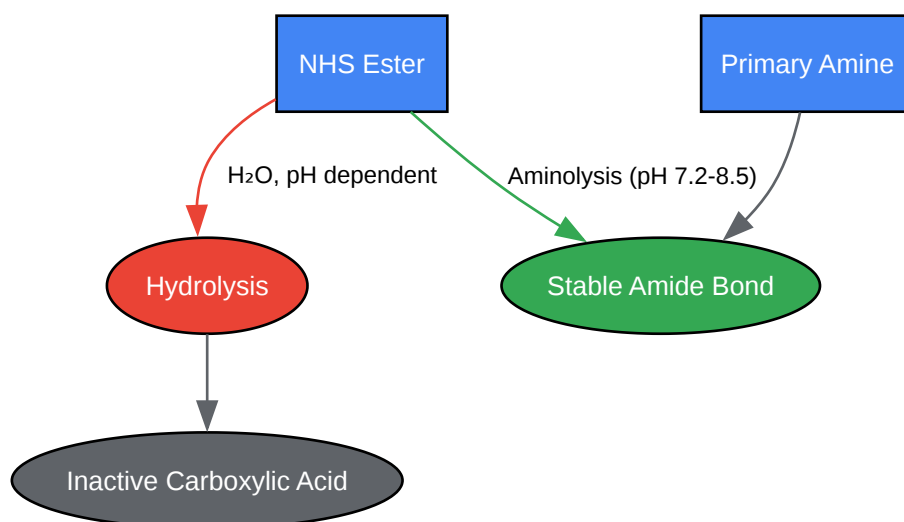 NHS Ester
Primary Amine
H₂O, pH dependent
Aminolysis (pH 7.2-8.5)
Hydrolysis
Stable Amide Bond
Inactive Carboxylic Acid